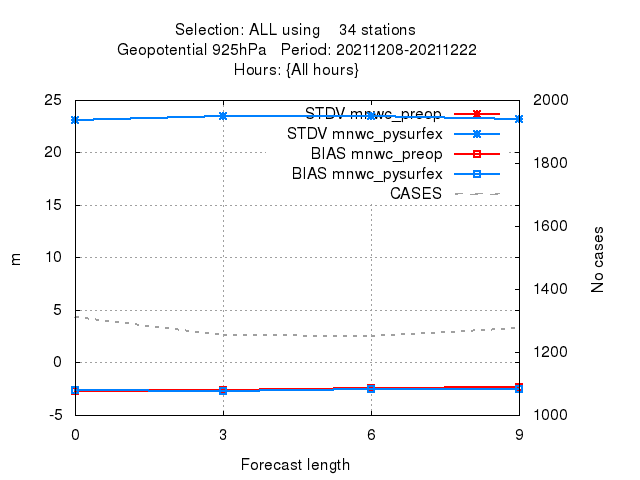 Selection: ALL using    34 stations
Geopotential 925hPa   Period: 20211208-20211222
Hours: {All hours}
25
20
15
10
5
0
-5
2000
1800
1600
1400
1200
1000
STDV mnwc_preop
STDV mnwc_pysurfex
BIAS mnwc_preop
BIAS mnwc_pysurfex
CASES
m
No cases
0
3
6
9
Forecast length